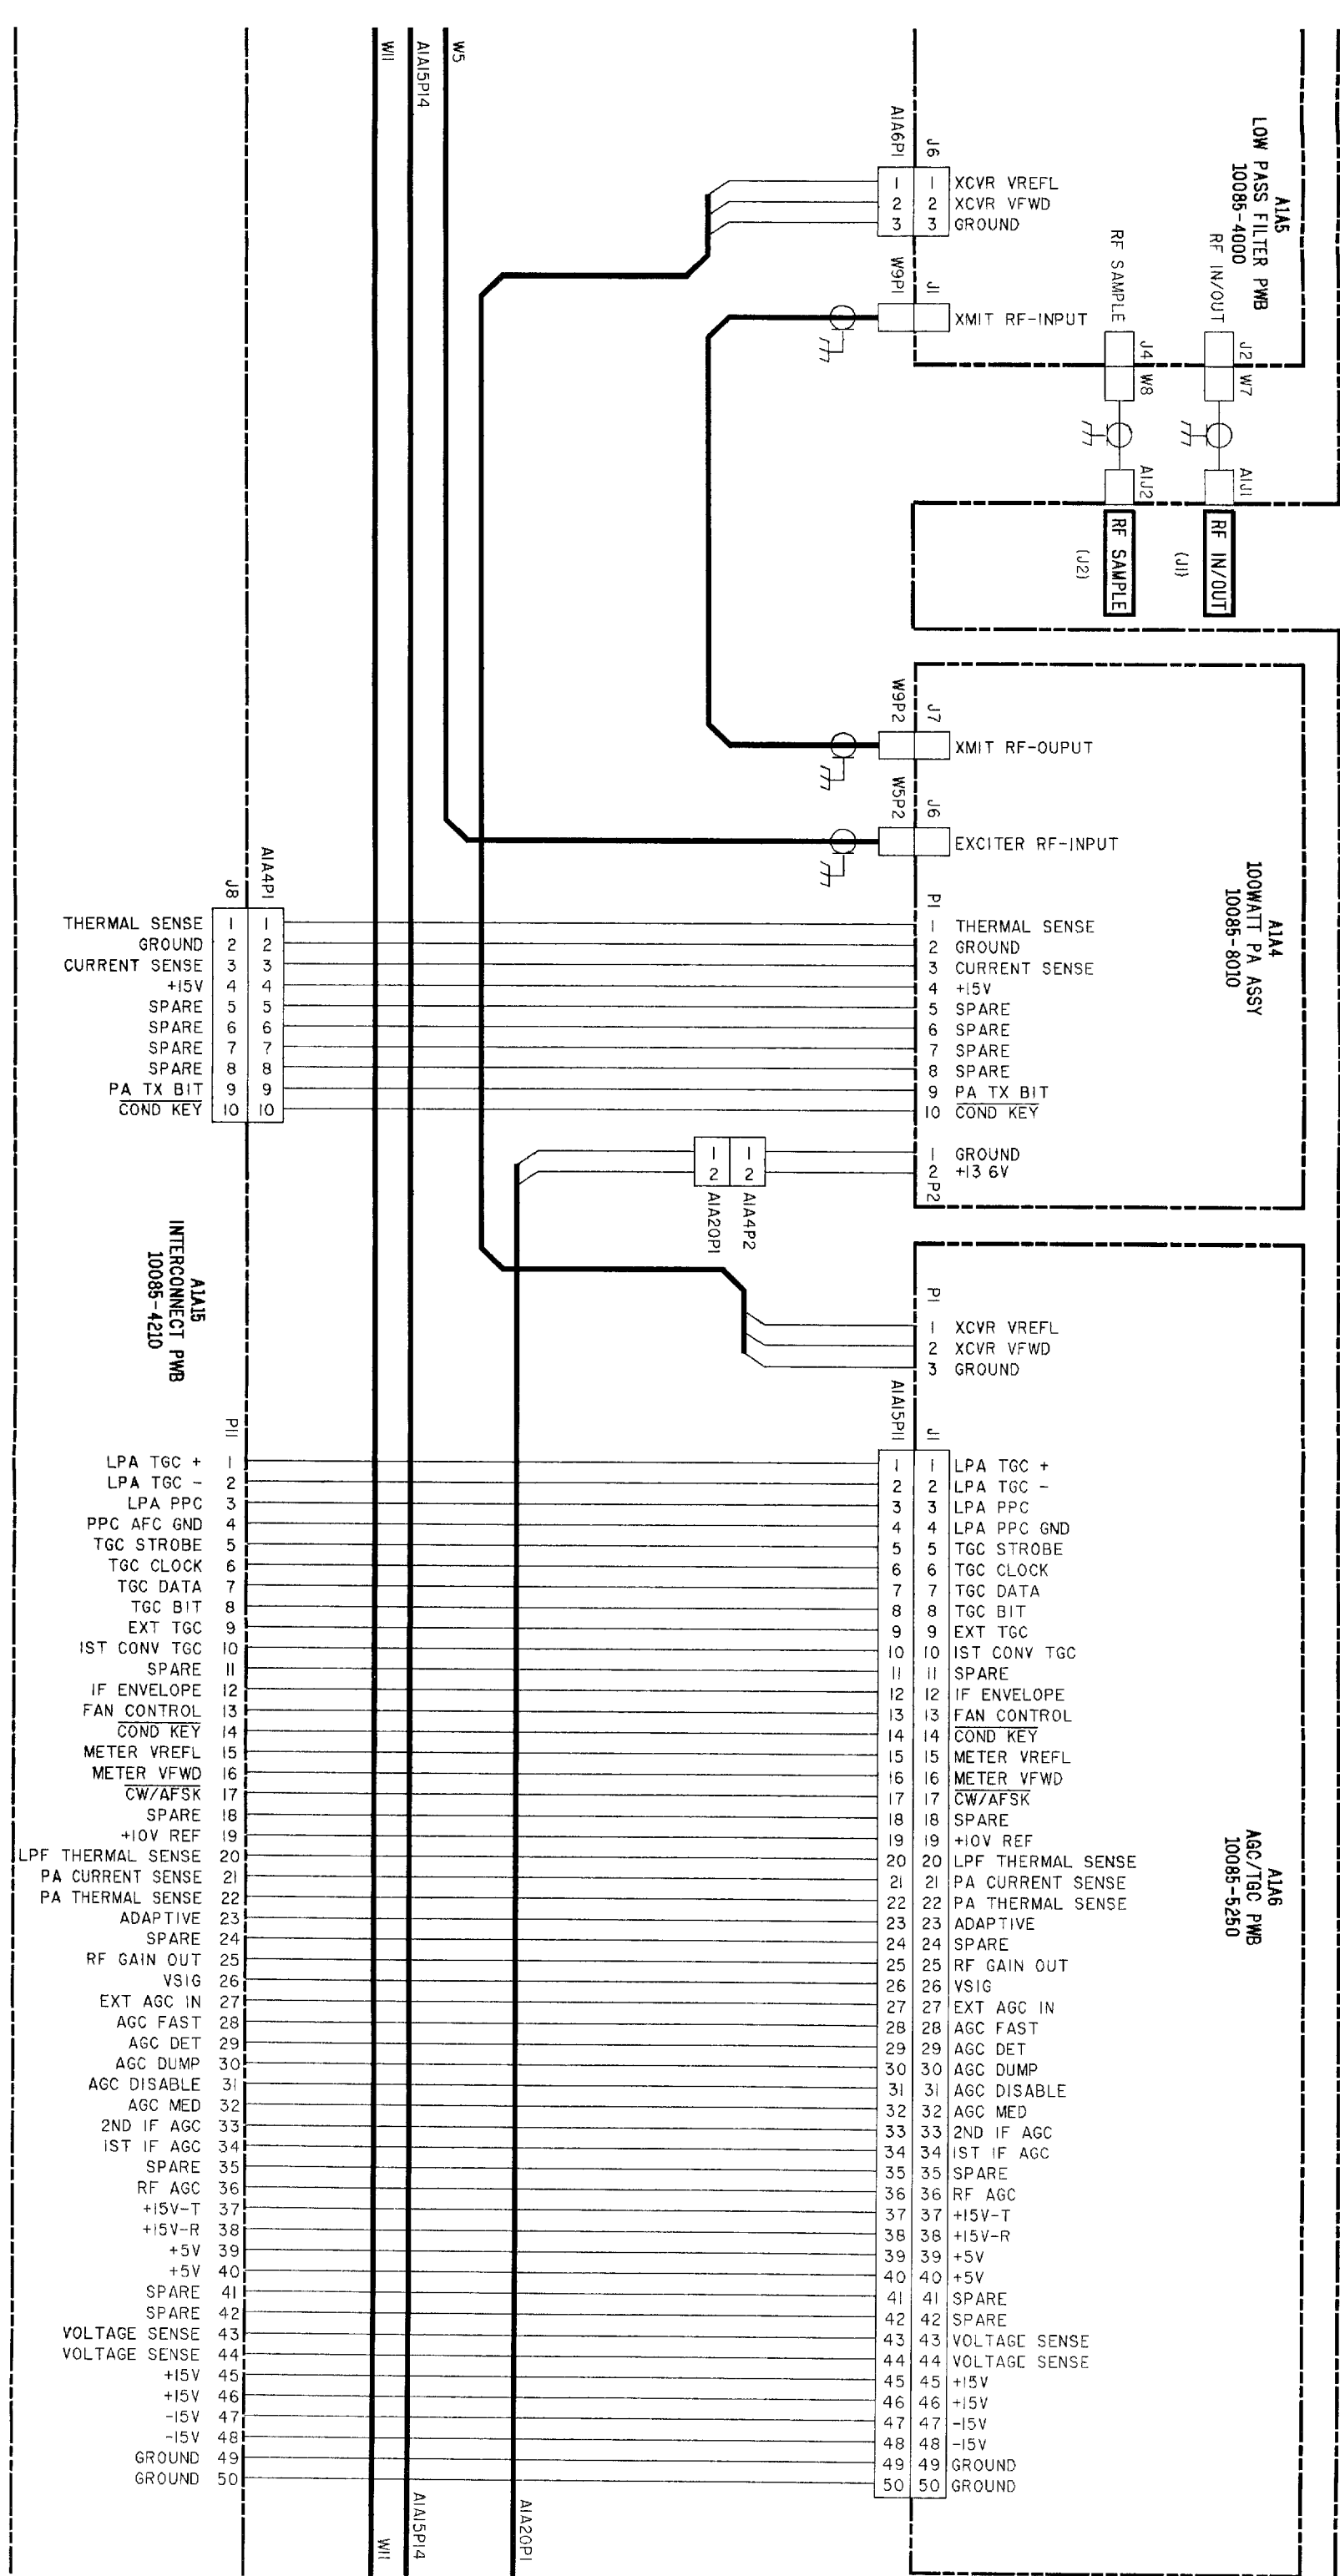 W11
A1A15P14
W5
A1A5
LOW PASS FILTER PWB
10085-4000
RF IN/OUT
RF SAMPLE
J6
A1A6P1
1 1 XCVR VREFL
2 2 XCVR VFWD
3 3 GROUND
J1
W9P1
XMIT RF-INPUT
J2
W7
J4
W8
A1J1
A1J2
RF IN/OUT
(J1)
RF SAMPLE
(J2)
A1A4
100WATT PA ASSY
10085-8010
J7
W9P2
XMIT RF-OUPUT
J6
W5P2
EXCITER RF-INPUT
A1A4P1
J8
P1
THERMAL SENSE 1 1 1 THERMAL SENSE
GROUND 2 2 2 GROUND
CURRENT SENSE 3 3 3 CURRENT SENSE
+15V 4 4 4 +15V
SPARE 5 5 5 SPARE
SPARE 6 6 6 SPARE
SPARE 7 7 7 SPARE
SPARE 8 8 8 SPARE
PA TX BIT 9 9 9 PA TX BIT
COND KEY 10 10 10 COND KEY
1 1 1 GROUND
2 2 2 +13 6V
P2
A1A4P2
A1A20P1
A1A15
INTERCONNECT PWB
10085-4210
P1
1 XCVR VREFL
2 XCVR VFWD
3 GROUND
A1A6
AGC/TGC PWB
10085-5250
P11
A1A15P11
J1
LPA TGC + 1 1 1 LPA TGC +
LPA TGC - 2 2 2 LPA TGC -
LPA PPC 3 3 3 LPA PPC
PPC AFC GND 4 4 4 LPA PPC GND
TGC STROBE 5 5 5 TGC STROBE
TGC CLOCK 6 6 6 TGC CLOCK
TGC DATA 7 7 7 TGC DATA
TGC BIT 8 8 8 TGC BIT
EXT TGC 9 9 9 EXT TGC
IST CONV TGC 10 10 10 IST CONV TGC
SPARE 11 11 11 SPARE
IF ENVELOPE 12 12 12 IF ENVELOPE
FAN CONTROL 13 13 13 FAN CONTROL
COND KEY 14 14 14 COND KEY
METER VREFL 15 15 15 METER VREFL
METER VFWD 16 16 16 METER VFWD
CW/AFSK 17 17 17 CW/AFSK
SPARE 18 18 18 SPARE
+10V REF 19 19 19 +10V REF
LPF THERMAL SENSE 20 20 20 LPF THERMAL SENSE
PA CURRENT SENSE 21 21 21 PA CURRENT SENSE
PA THERMAL SENSE 22 22 22 PA THERMAL SENSE
ADAPTIVE 23 23 23 ADAPTIVE
SPARE 24 24 24 SPARE
RF GAIN OUT 25 25 25 RF GAIN OUT
VSIG 26 26 26 VSIG
EXT AGC IN 27 27 27 EXT AGC IN
AGC FAST 28 28 28 AGC FAST
AGC DET 29 29 29 AGC DET
AGC DUMP 30 30 30 AGC DUMP
AGC DISABLE 31 31 31 AGC DISABLE
AGC MED 32 32 32 AGC MED
2ND IF AGC 33 33 33 2ND IF AGC
IST IF AGC 34 34 34 IST IF AGC
SPARE 35 35 35 SPARE
RF AGC 36 36 36 RF AGC
+15V-T 37 37 37 +15V-T
+15V-R 38 38 38 +15V-R
+5V 39 39 39 +5V
+5V 40 40 40 +5V
SPARE 41 41 41 SPARE
SPARE 42 42 42 SPARE
VOLTAGE SENSE 43 43 43 VOLTAGE SENSE
VOLTAGE SENSE 44 44 44 VOLTAGE SENSE
+15V 45 45 45 +15V
+15V 46 46 46 +15V
-15V 47 47 47 -15V
-15V 48 48 48 -15V
GROUND 49 49 49 GROUND
GROUND 50 50 50 GROUND
W11
A1A15P14
A1A20P1